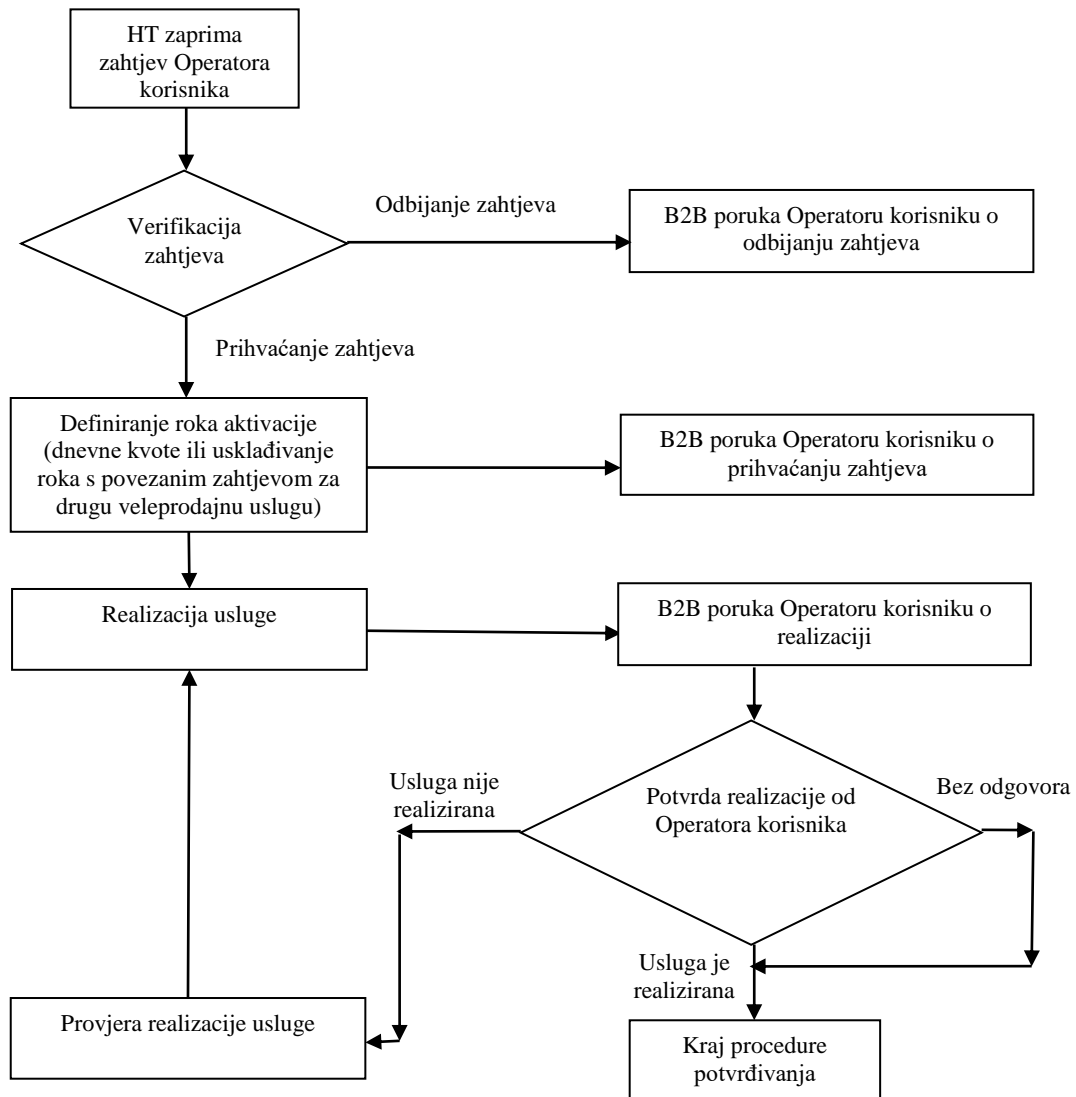 HT zaprima
zahtjev Operatora
korisnika
Verifikacija
zahtjeva
Odbijanje zahtjeva
B2B poruka Operatoru korisniku o
odbijanju zahtjeva
Prihvaćanje zahtjeva
Definiranje roka aktivacije
(dnevne kvote ili usklađivanje
roka s povezanim zahtjevom za
drugu veleprodajnu uslugu)
B2B poruka Operatoru korisniku o
prihvaćanju zahtjeva
Realizacija usluge
B2B poruka Operatoru korisniku o
realizaciji
Usluga nije
realizirana
Potvrda realizacije od
Operatora korisnika
Bez odgovora
Usluga je
realizirana
Provjera realizacije usluge
Kraj procedure
potvrđivanja